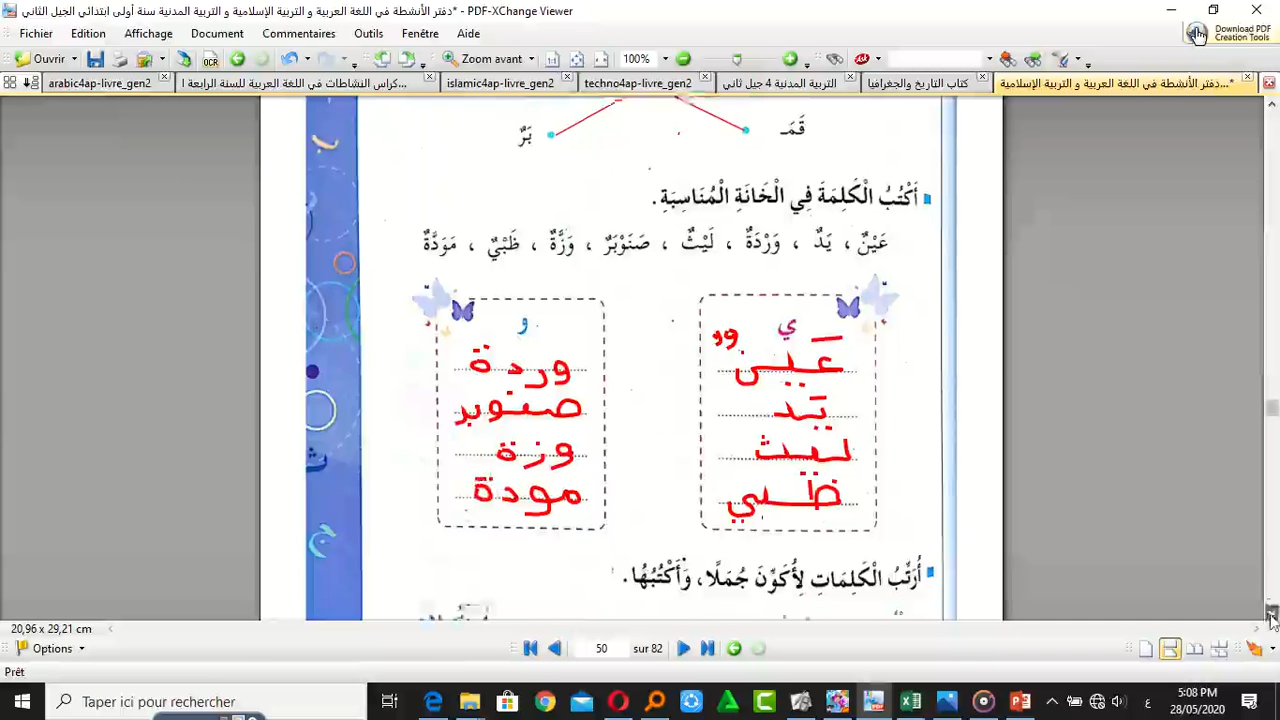 دفتر الأنشطة في اللغة العربية و التربية الإسلامية و التربية المدنية سنة أولى ابتدائي الجيل الثاني* - PDF-XChange Viewer
Fichier Edition Affichage Document Commentaires Outils Fenêtre Aide
Download PDF
Creation Tools
Ouvrir OCR Zoom avant 100%
arabic4ap-livre_gen2 كراس النشاطات في اللغة العربية للسنة الرابعة ا... islamic4ap-livre_gen2 techno4ap-livre_gen2 التربية المدنية 4 جيل ثاني كتاب التاريخ والجغرافيا دفتر الأنشطة في اللغة العربية و التربية الإسلامية ...*
قَمَـ بَرٌ
أَكْتُبُ الْكَلِمَةَ فِي الْخَانَةِ الْمُنَاسِبَةِ.
عَيْنٌ ، يَدٌ ، وَرْدَةٌ ، لَيْثٌ ، صَنَوْبَرٌ ، وَزَّةٌ ، ظَبْيٌ ، مَوَدَّةٌ
ي
عَين
يَد
ليث
ظبي
و
وردة
صنوبر
وزة
مودة
أُرَتِّبُ الْكَلِمَاتِ لِأُكَوِّنَ جُمَلًا، وَأَكْتُبُهَا.
20,96 x 29,21 cm
Options 50 sur 82
Prêt
Taper ici pour rechercher
ع
5:08 PM
28/05/2020